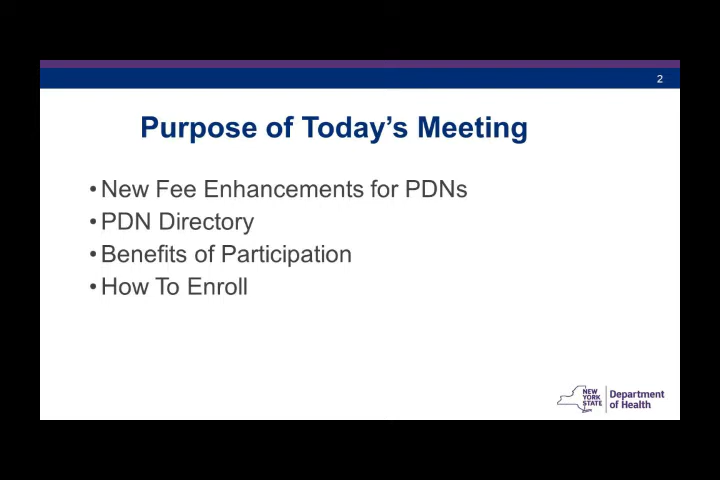 2
Purpose of Today’s Meeting
•New Fee Enhancements for PDNs
•PDN Directory
•Benefits of Participation
•How To Enroll
NEW
YORK
STATE
Department
of Health